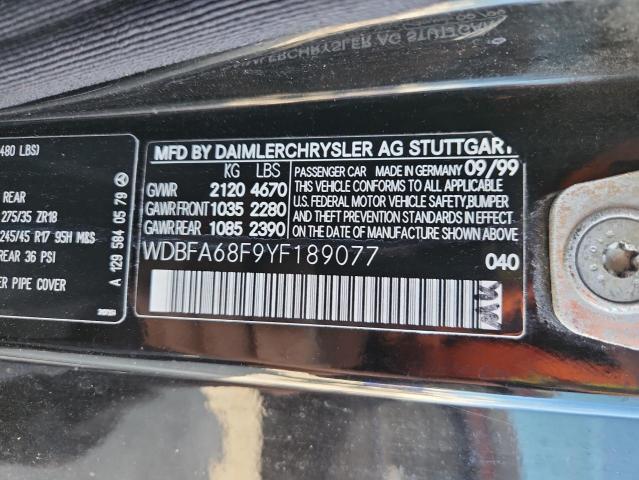 DAIMLERCHRYSLER AG STUTTGART
480 LBS)
REAR
275/35 ZR18
245/45 R17 95H M&S
REAR 36 PSI
ER PIPE COVER
A 129 584 05 79
MFD BY DAIMLERCHRYSLER AG STUTTGART
KG LBS
GVWR 2120 4670
GAWR FRONT 1035 2280
GAWR REAR 1085 2390
PASSENGER CAR MADE IN GERMANY 09/99
THIS VEHICLE CONFORMS TO ALL APPLICABLE
U.S. FEDERAL MOTOR VEHICLE SAFETY, BUMPER
AND THEFT PREVENTION STANDARDS IN EFFECT
ON THE DATE OF MANUFACTURE SHOWN ABOVE
WDBFA68F9YF189077
040